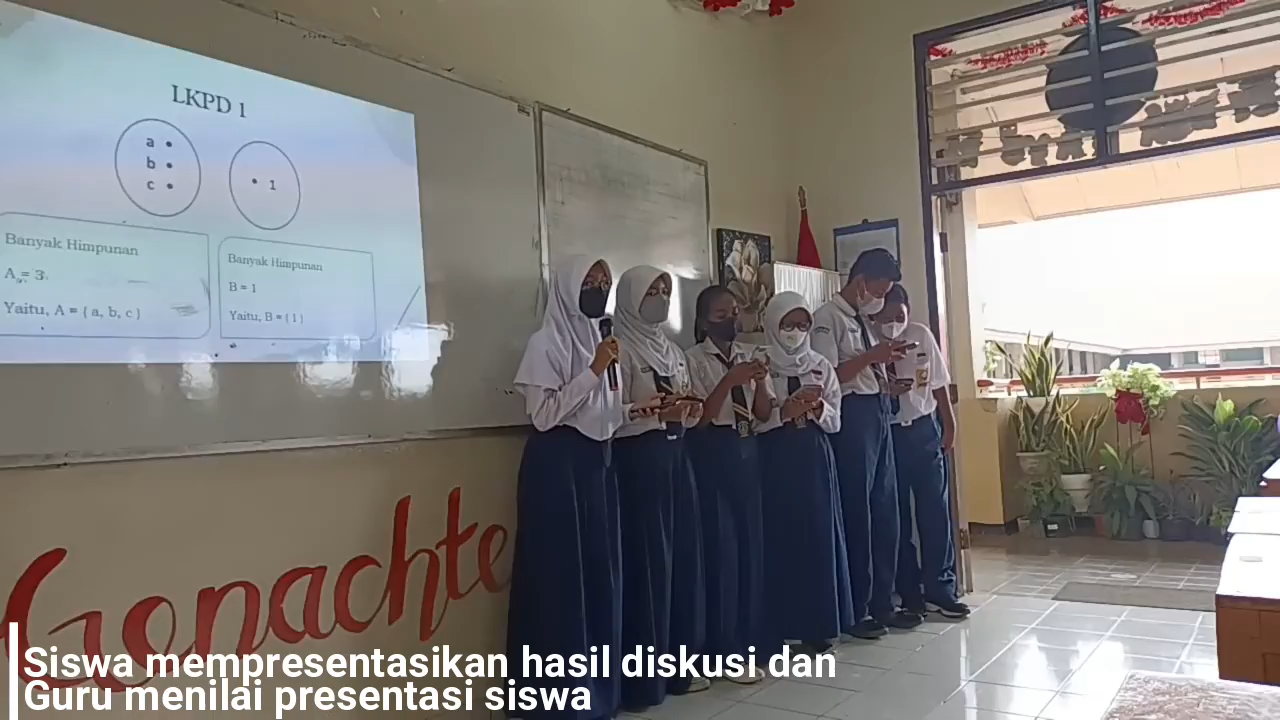 LKPD 1
a •
b •
c •
• 1
Banyak Himpunan
A = 3
Yaitu, A = { a, b, c }
Banyak Himpunan
B = 1
Yaitu, B = { 1 }
Genachte
Siswa mempresentasikan hasil diskusi dan
Guru menilai presentasi siswa